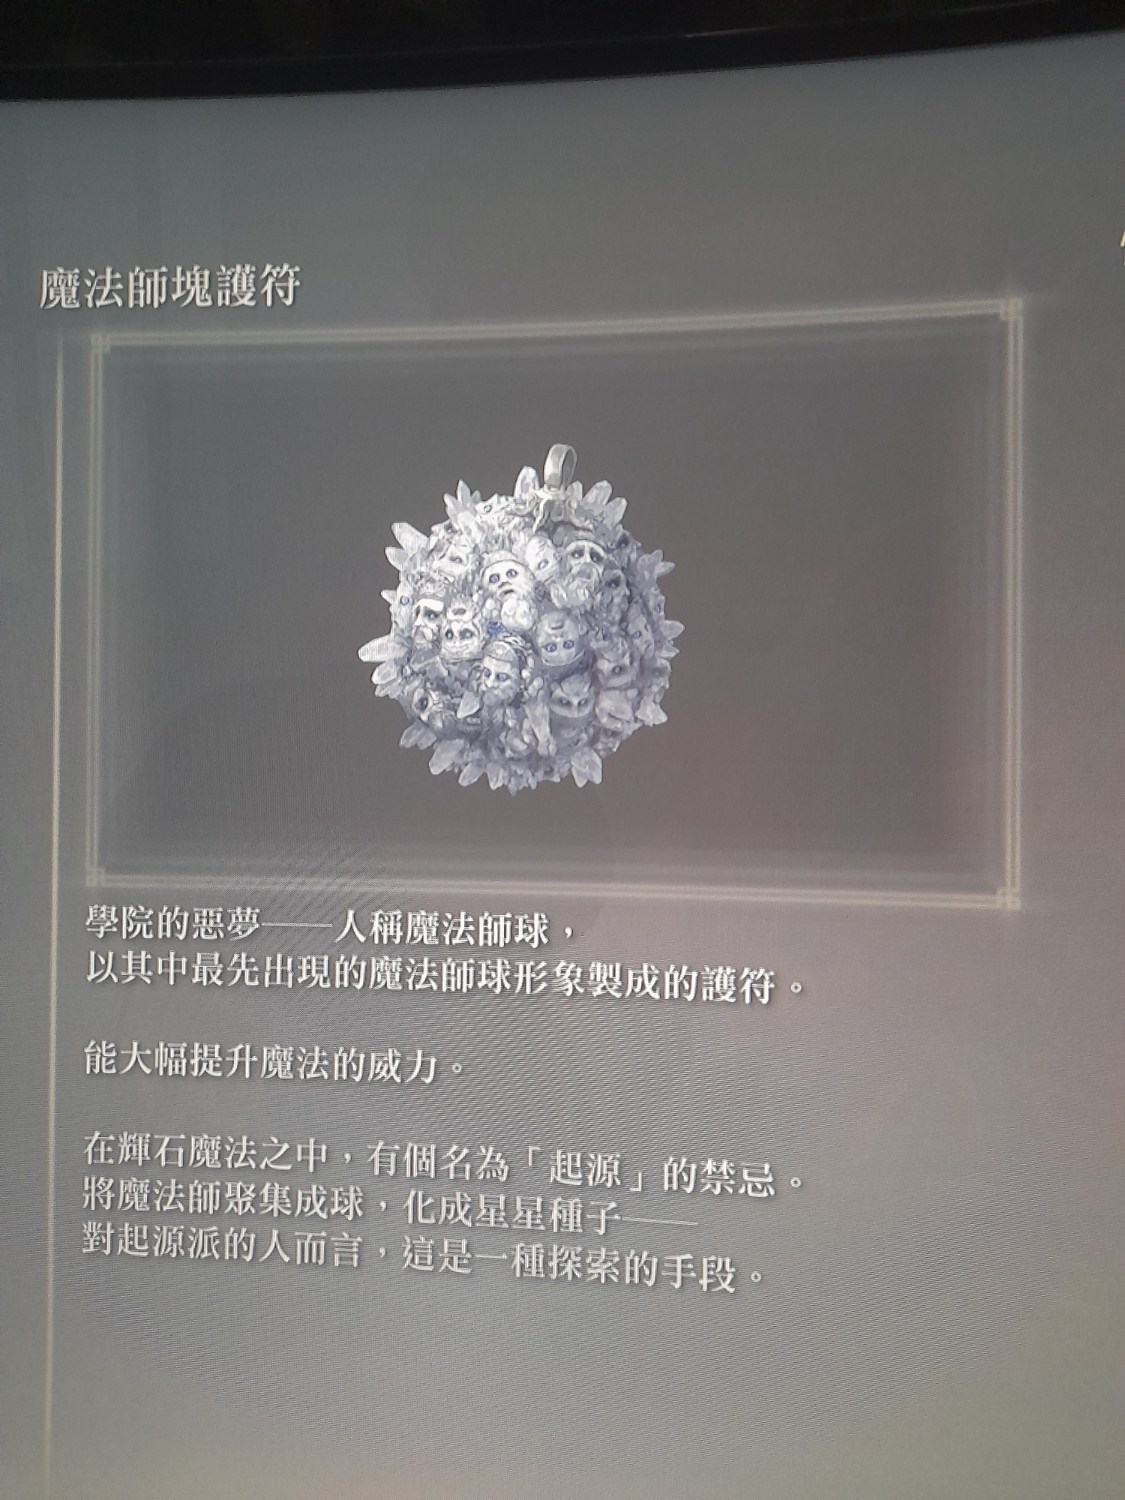 魔法師塊護符
學院的惡夢──人稱魔法師球，
以其中最先出現的魔法師球形象製成的護符。
能大幅提升魔法的威力。
在輝石魔法之中，有個名為「起源」的禁忌。
將魔法師聚集成球，化成星星種子──
對起源派的人而言，這是一種探索的手段。